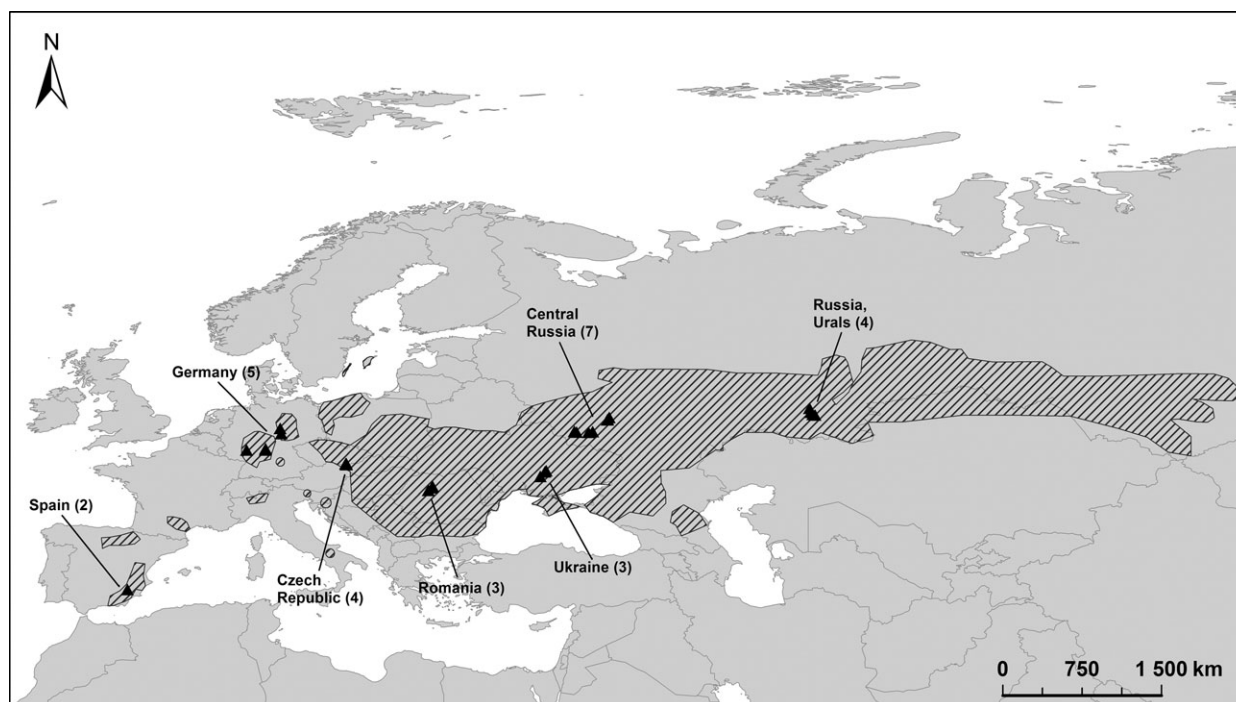 N
Central
Russia (7)
Russia,
Urals (4)
Germany (5)
Spain (2)
Czech
Republic (4)
Romania (3)
Ukraine (3)
0 750 1 500 km